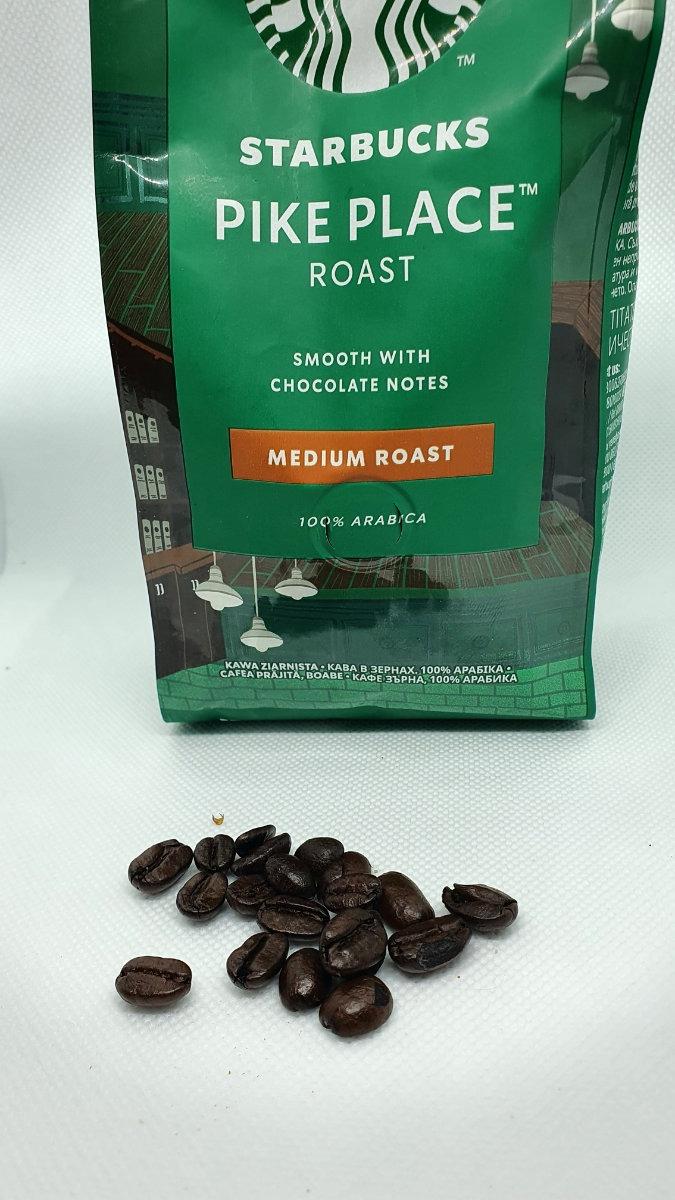 ™
STARBUCKS
PIKE PLACE™
ROAST
SMOOTH WITH
CHOCOLATE NOTES
MEDIUM ROAST
100% ARABICA
KAWA ZIARNISTA • КАВА В ЗЕРНАХ, 100% АРАБІКА •
CAFEA PRĂJITĂ, BOABE • КАФЕ ЗЪРНА, 100% АРАБИКА